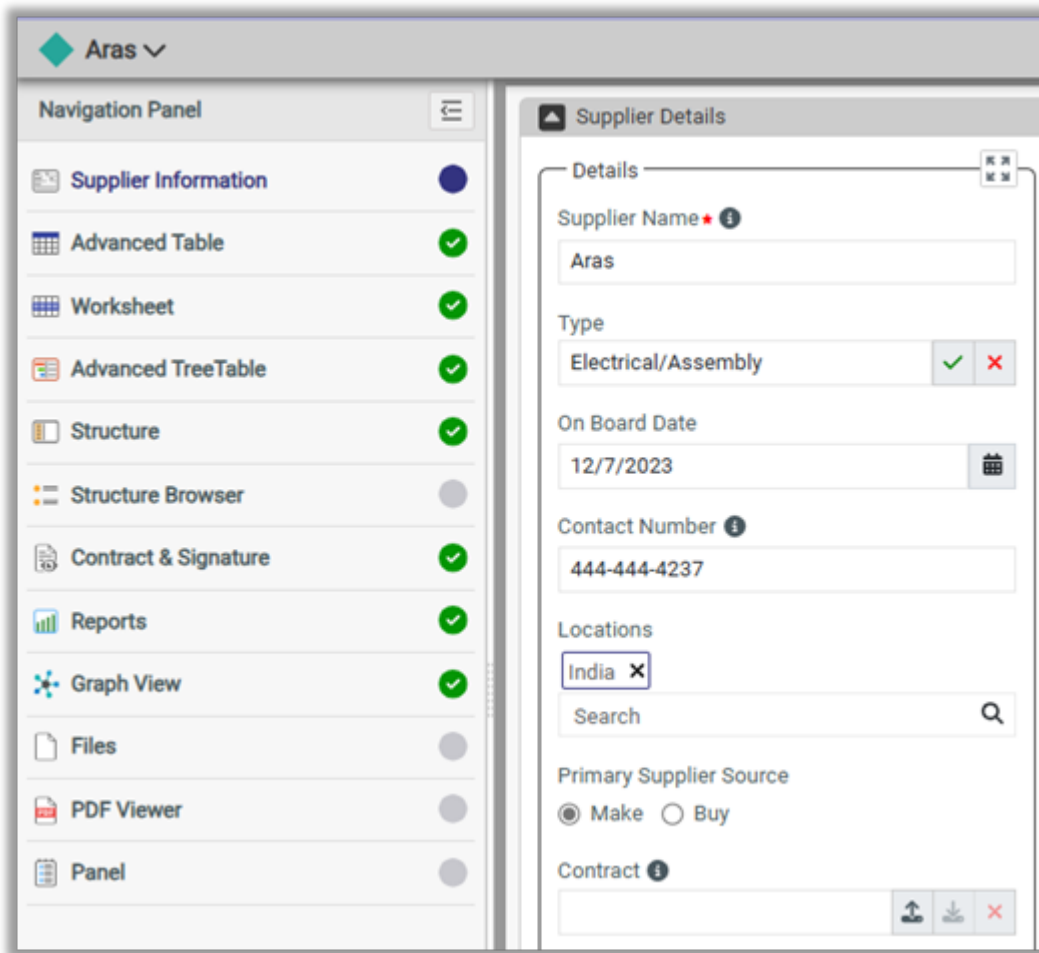 Aras
Navigation Panel
Supplier Information
Advanced Table
Worksheet
Advanced TreeTable
Structure
Structure Browser
Contract & Signature
Reports
Graph View
Files
PDF Viewer
Panel
Supplier Details
Details
Supplier Name*
Aras
Type
Electrical/Assembly
On Board Date
12/7/2023
Contact Number
444-444-4237
Locations
India
Search
Primary Supplier Source
Make Buy
Contract